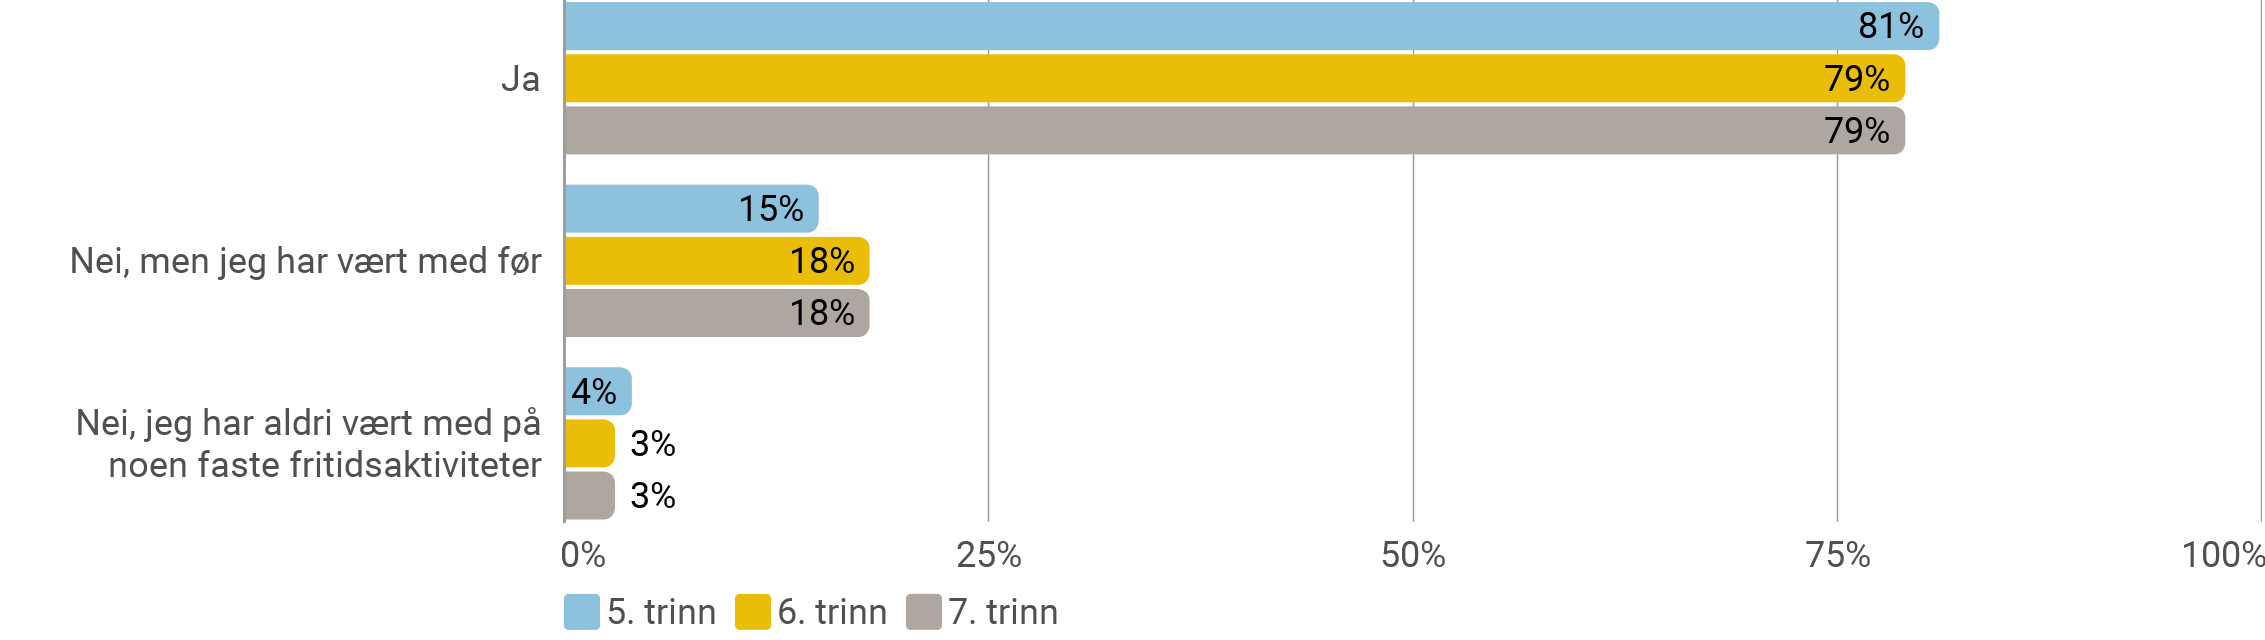 Ja
81%
79%
79%
Nei, men jeg har vært med før
15%
18%
18%
Nei, jeg har aldri vært med på
noen faste fritidsaktiviteter
4%
3%
3%
0% 25% 50% 75% 100%
5. trinn 6. trinn 7. trinn